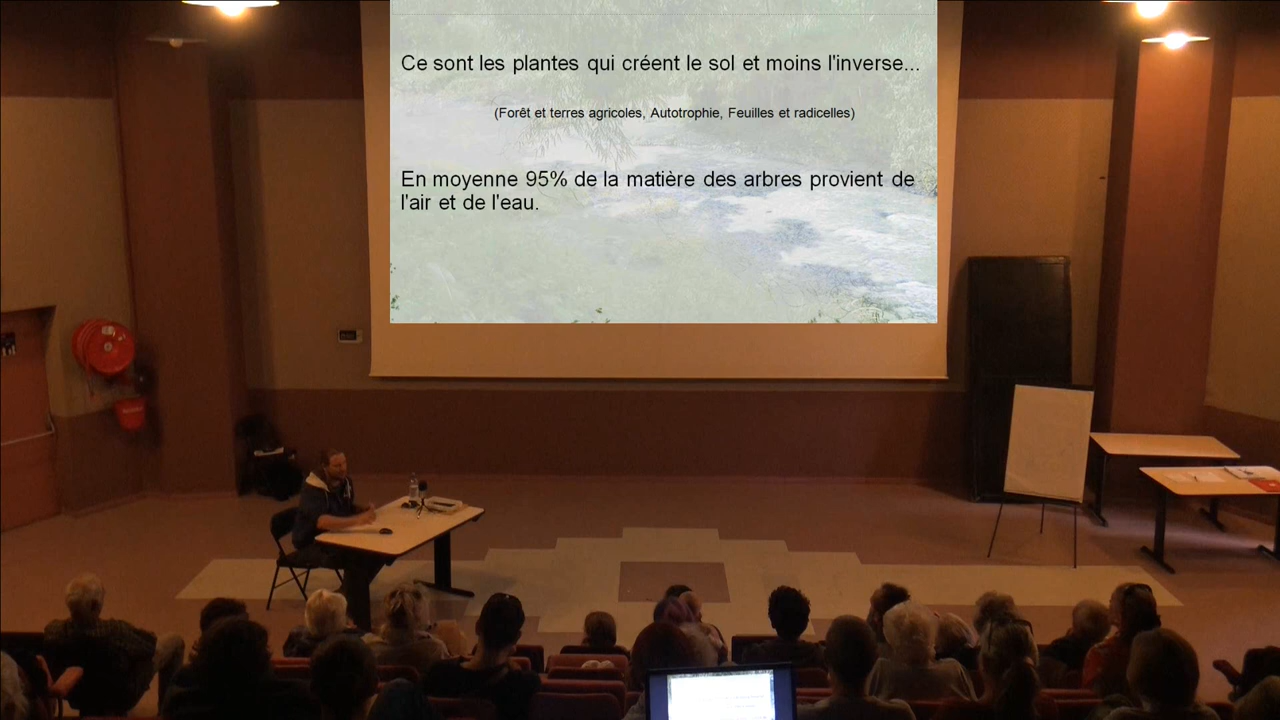 Ce sont les plantes qui créent le sol et moins l'inverse...
(Forêt et terres agricoles, Autotrophie, Feuilles et radicelles)
En moyenne 95% de la matière des arbres provient de
l'air et de l'eau.